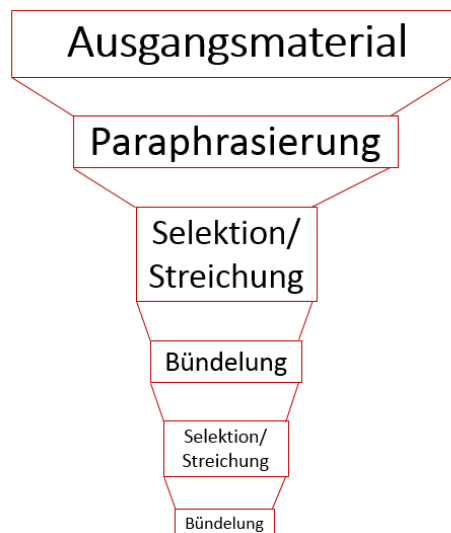 Ausgangsmaterial
Paraphrasierung
Selektion/
Streichung
Bündelung
Selektion/
Streichung
Bündelung